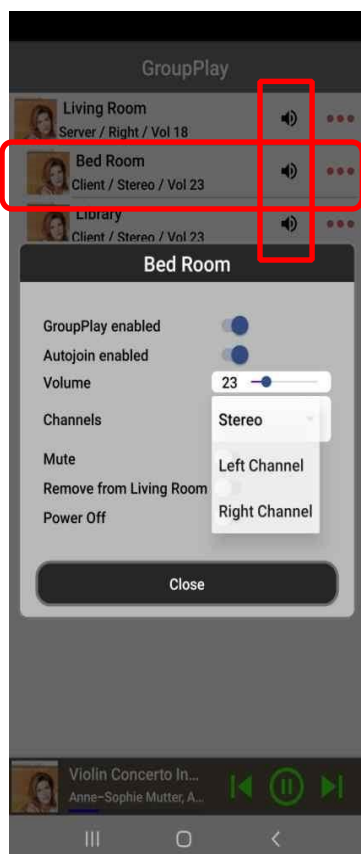 GroupPlay
Living Room
Server / Right / Vol 18
Bed Room
Client / Stereo / Vol 23
Library
Client / Stereo / Vol 23
Bed Room
GroupPlay enabled
Autojoin enabled
Volume 23
Channels Stereo
Left Channel
Mute
Remove from Living Room
Right Channel
Power Off
Close
Violin Concerto In...
Anne-Sophie Mutter, A...